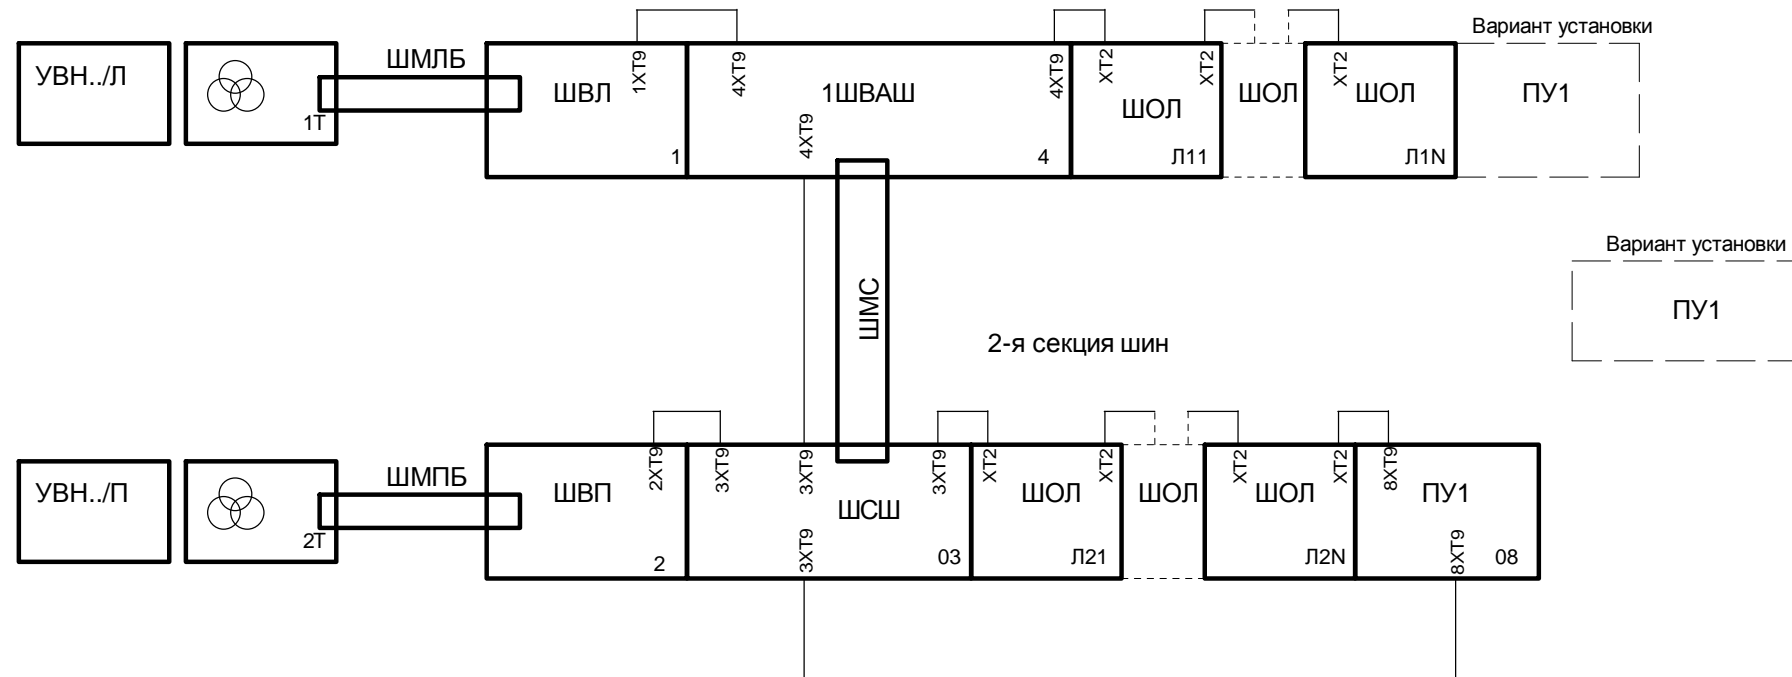 Вариант установки
УВН../Л
1Т
ШМЛБ
ШВЛ
1ХТ9
1
4ХТ9
1ШВАШ
4ХТ9
4ХТ9
4
ХТ2
ШОЛ
ХТ2
Л11
ШОЛ
ХТ2
ШОЛ
Л1N
ПУ1
Вариант установки
ПУ1
ШМС
2-я секция шин
УВН../П
2Т
ШМПБ
ШВП
2ХТ9
2
3ХТ9
3ХТ9
ШСШ
3ХТ9
3ХТ9
03
ХТ2
ШОЛ
ХТ2
Л21
ШОЛ
ХТ2
ШОЛ
ХТ2
Л2N
8ХТ9
ПУ1
8ХТ9
08